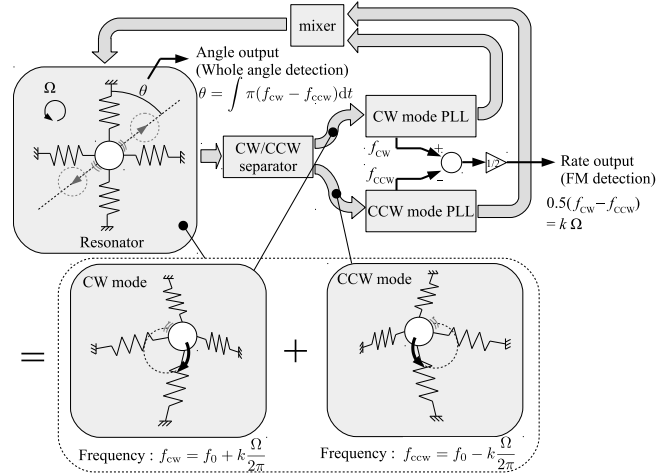 mixer
Angle output
(Whole angle detection)
θ = ∫ π(f_cw − f_ccw)dt
Ω
θ
Resonator
CW/CCW
separator
CW mode PLL
f_CW
+
f_CCW
−
CCW mode PLL
1/2
Rate output
(FM detection)
0.5(f_CW−f_CCW)
= k Ω
=
CW mode
Frequency : f_cw = f_0 + k Ω/2π
+
CCW mode
Frequency : f_ccw = f_0 − k Ω/2π